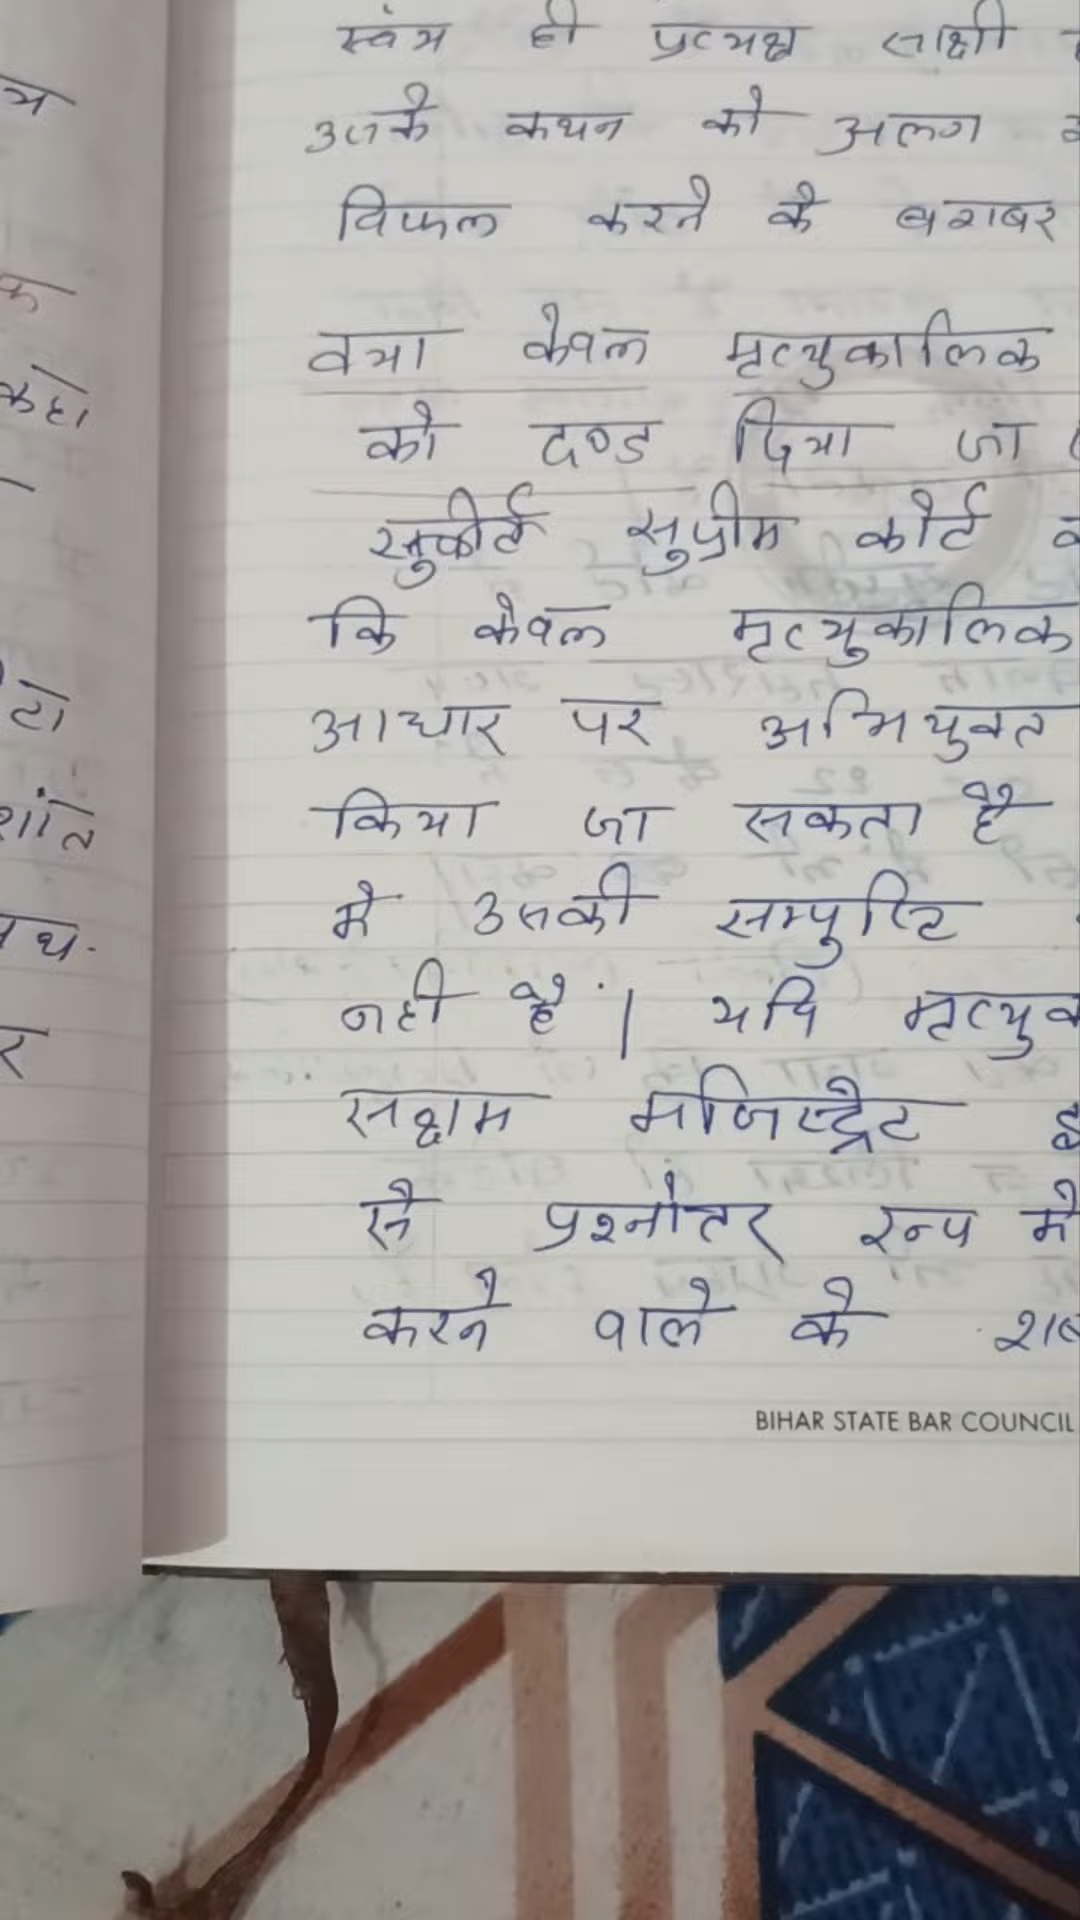 स्वंय ही प्रत्यक्ष साक्षी
उसके कथन को अलग
विफल करने के बराबर
क्या केवल मृत्युकालिक
को दण्ड दिया जा
सुप्रीम कोर्ट
कि केवल मृत्युकालिक
आधार पर अभियुक्त
किया जा सकता है
मे उसकी सम्पुष्टि
नही है । यदि
सक्षम मजिस्ट्रेट
से प्रश्नोतर रूप मे
करने वाले के
BIHAR STATE BAR COUNCIL